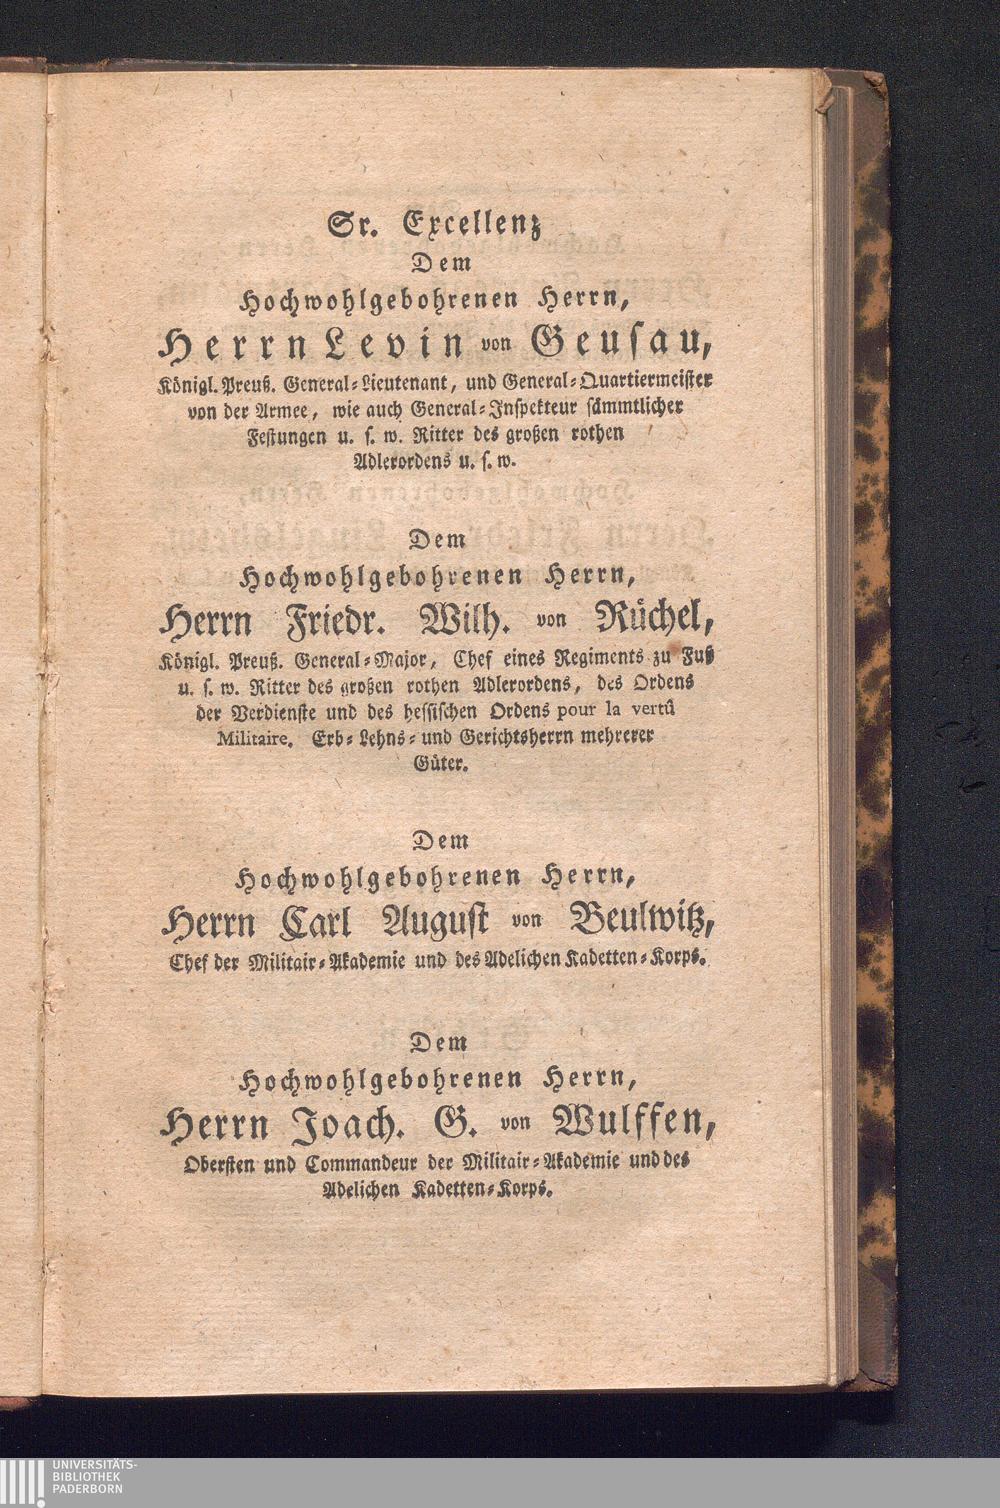 Sr. Excellenz
Dem
Hochwohlgebohrenen Herrn,
Herrn Levin von Geusau,
Königl. Preuß. General-Lieutenant, und General-Quartiermeister
von der Armee, wie auch General-Inspekteur sämmtlicher
Festungen u. s. w. Ritter des großen rothen
Adlerordens u. s. w.
Dem
Hochwohlgebohrenen Herrn,
Herrn Friedr. Wilh. von Rüchel,
Königl. Preuß. General-Major, Chef eines Regiments zu Fuß
u. s. w. Ritter des großen rothen Adlerordens, des Ordens
der Verdienste und des hessischen Ordens pour la vertû
Militaire. Erb- Lehns- und Gerichtsherrn mehrerer
Güter.
Dem
Hochwohlgebohrenen Herrn,
Herrn Carl August von Beulwitz,
Chef der Militair-Akademie und des Adelichen Kadetten-Korps.
Dem
Hochwohlgebohrenen Herrn,
Herrn Joach. G. von Wulffen,
Obersten und Commandeur der Militair-Akademie und des
Adelichen Kadetten-Korps.
UNIVERSITÄTS-
BIBLIOTHEK
PADERBORN